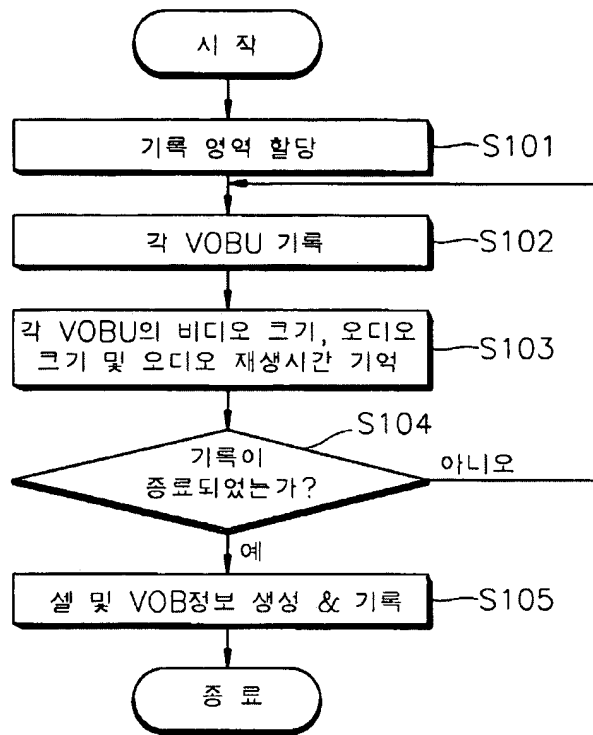 시 작
기록 영역 할당
S101
각 VOBU 기록
S102
각 VOBU의 비디오 크기, 오디오
크기 및 오디오 재생시간 기억
S103
S104
기록이
종료되었는가?
아니오
예
셀 및 VOB정보 생성 & 기록
S105
종 료